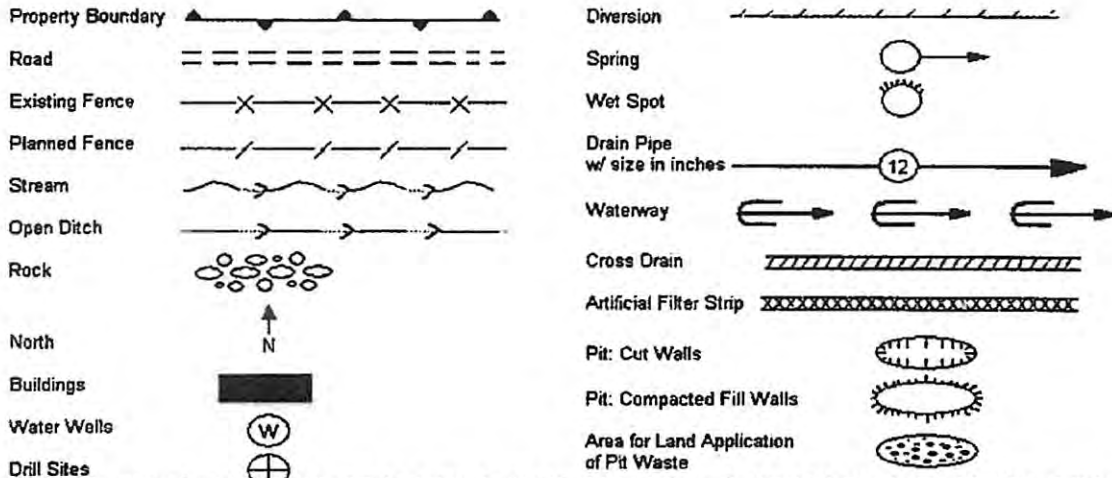 Property Boundary
Road
Existing Fence
Planned Fence
Stream
Open Ditch
Rock
North
N
Buildings
Water Wells
W
Drill Sites
Diversion
Spring
Wet Spot
Drain Pipe
w/ size in inches
12
Waterway
Cross Drain
Artificial Filter Strip
Pit: Cut Walls
Pit: Compacted Fill Walls
Area for Land Application
of Pit Waste